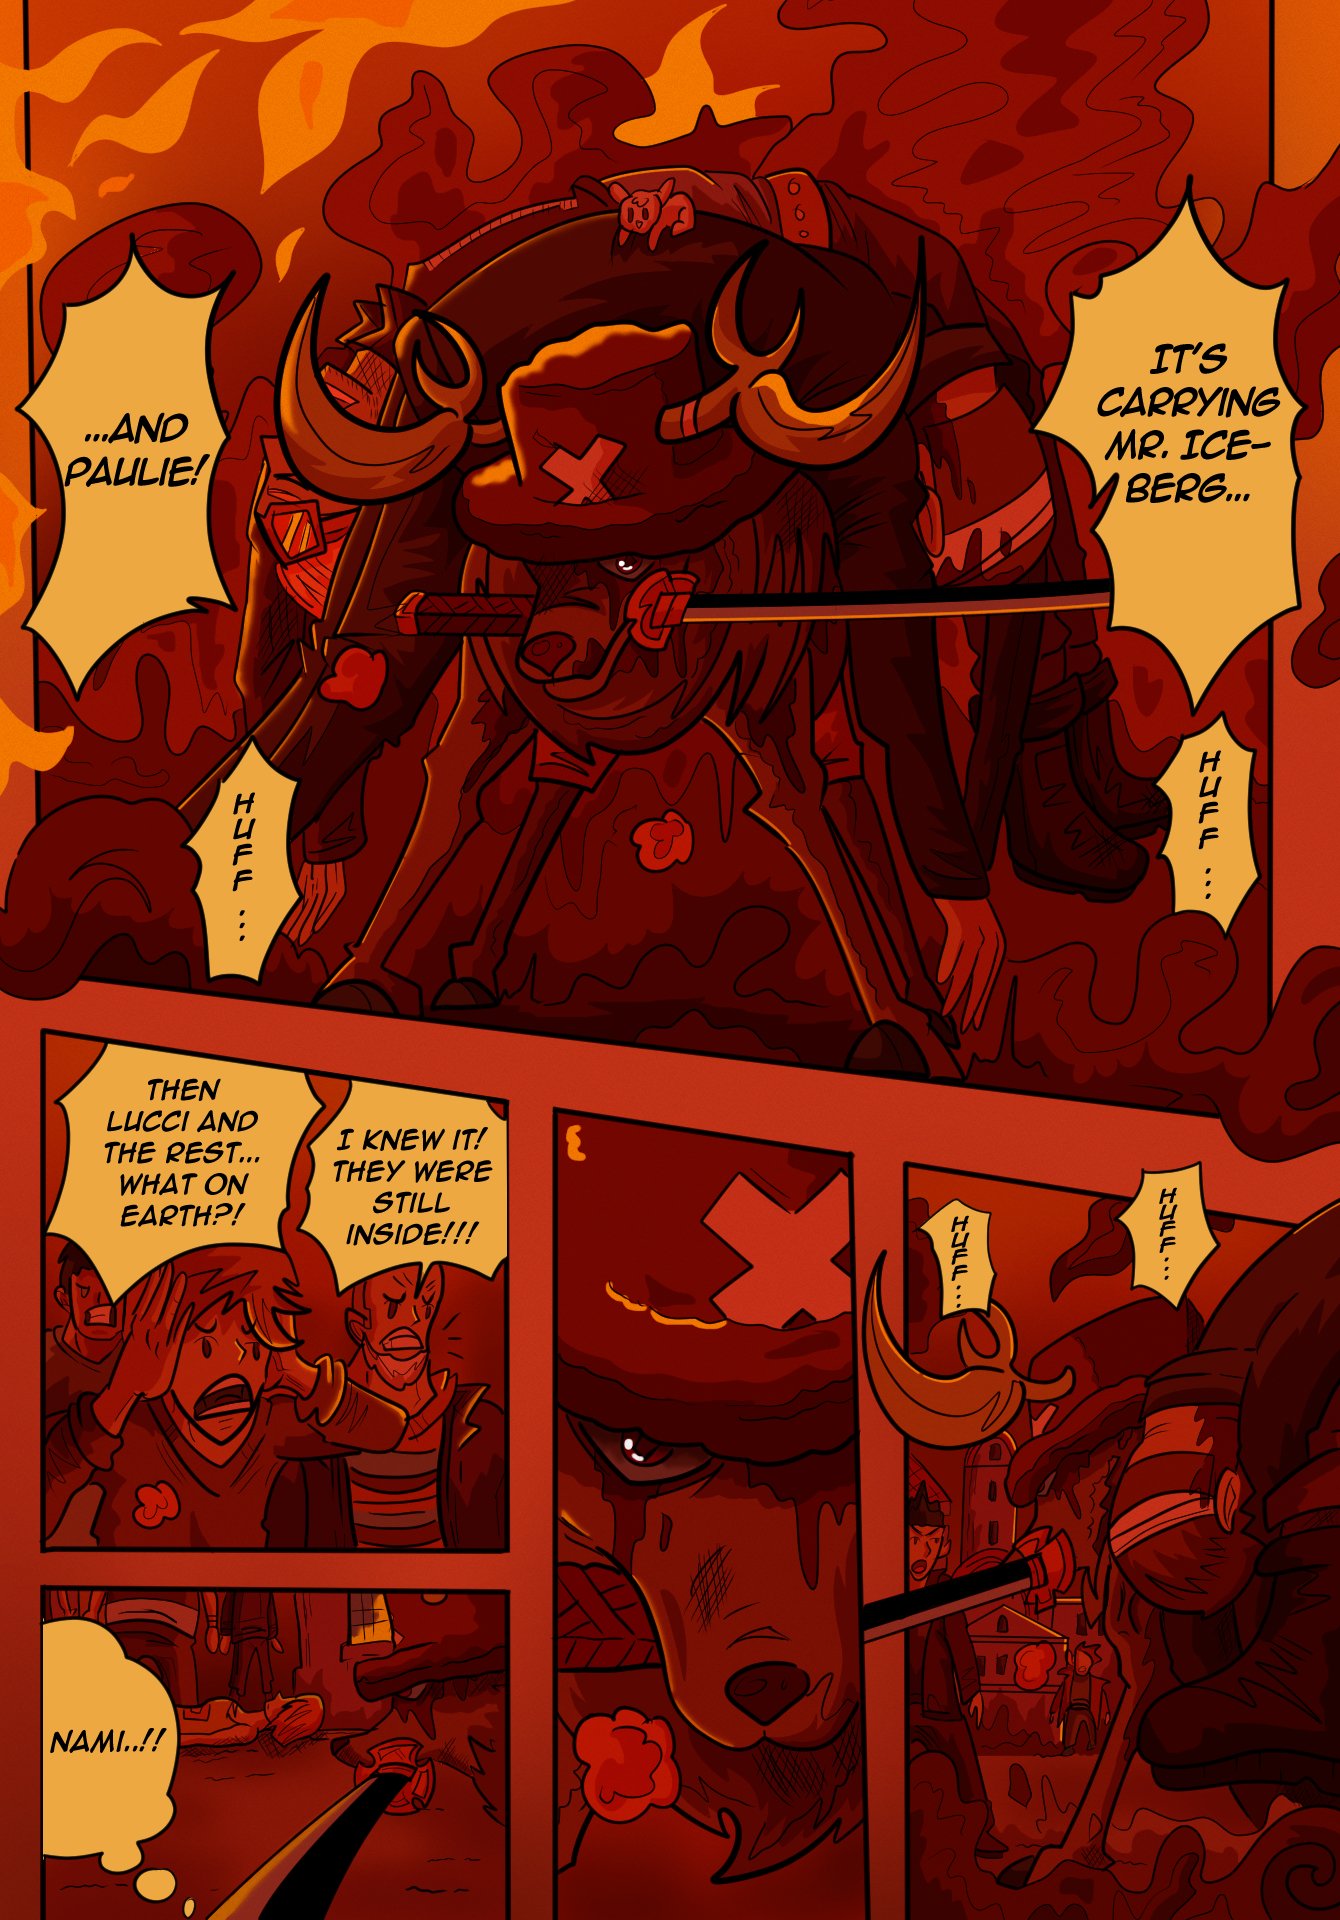 ...AND
PAULIE!
IT'S
CARRYING
MR. ICE-
BERG...
HUFF...
HUFF...
THEN
LUCCI AND
THE REST...
WHAT ON
EARTH?!
I KNEW IT!
THEY WERE
STILL
INSIDE!!!
NAMI..!!
HUFF...
HUFF...